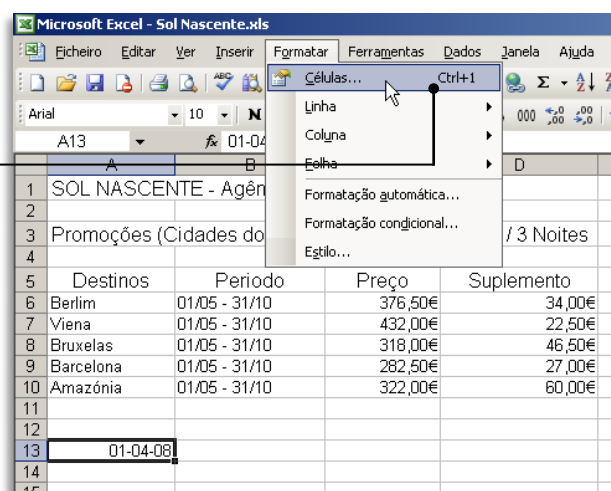 Microsoft Excel - Sol Nascente.xls
Ficheiro Editar Ver Inserir Formatar Ferramentas Dados Janela Ajuda
Células... Ctrl+1
Linha
Coluna
Folha
Formatação automática...
Formatação condicional...
Estilo...
Arial 10 N 000
A13 fx 01-04
A B D
1 SOL NASCENTE - Agên
2
3 Promoções (Cidades do / 3 Noites
4
5 Destinos Periodo Preço Suplemento
6 Berlim 01/05 - 31/10 376,50€ 34,00€
7 Viena 01/05 - 31/10 432,00€ 22,50€
8 Bruxelas 01/05 - 31/10 318,00€ 46,50€
9 Barcelona 01/05 - 31/10 282,50€ 27,00€
10 Amazónia 01/05 - 31/10 322,00€ 60,00€
11
12
13 01-04-08
14
15